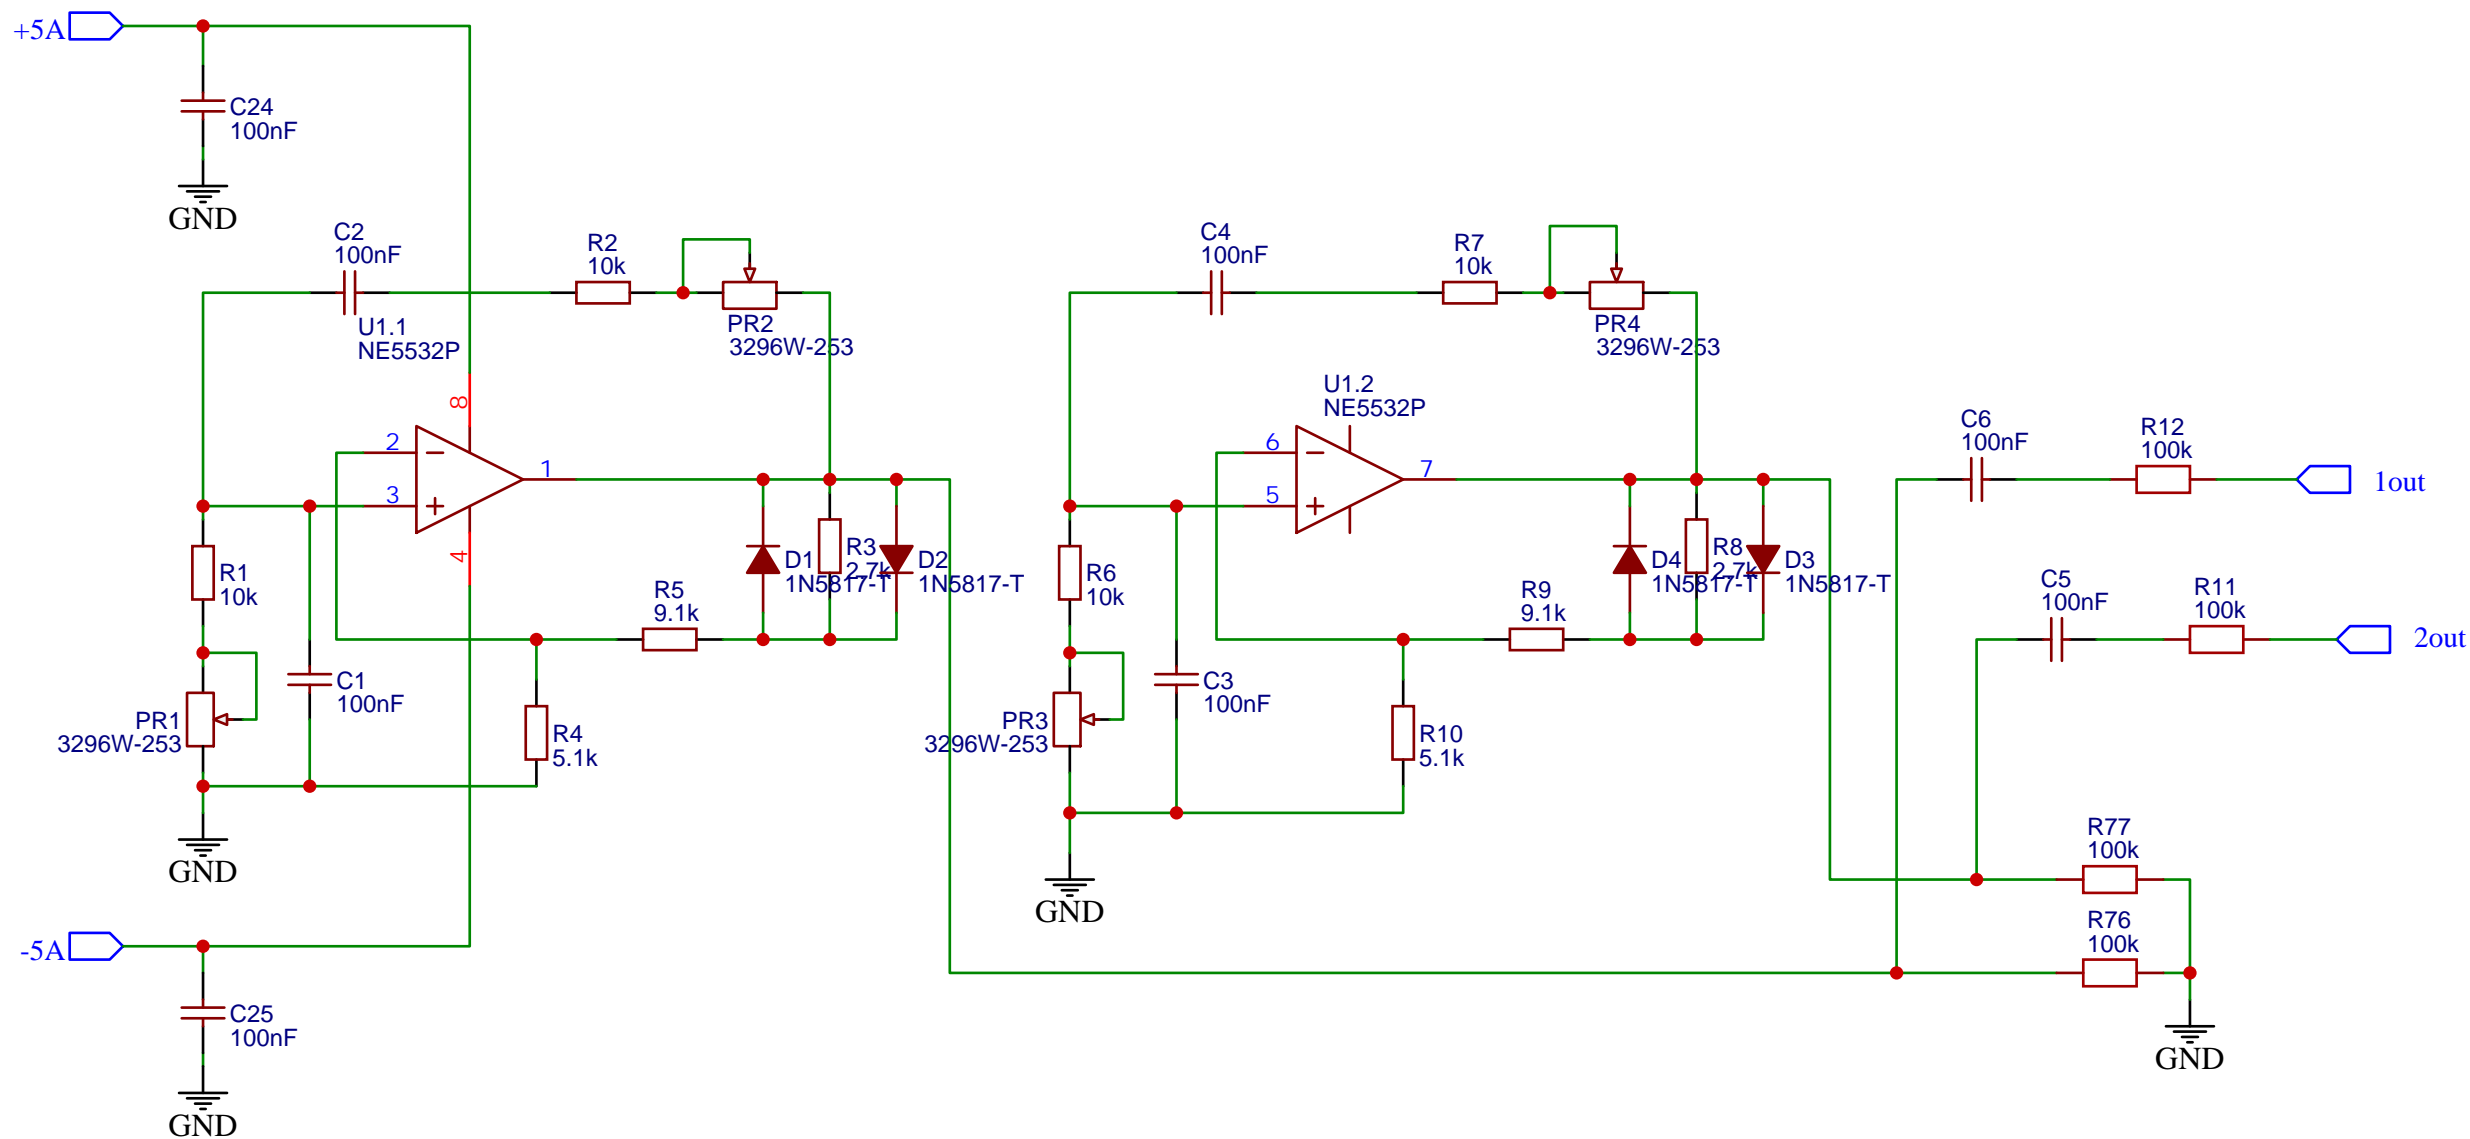 +5A
C24
100nF
GND
C2
100nF
R2
10k
PR2
3296W-253
U1.1
NE5532P
8
2
3
1
4
R1
10k
PR1
3296W-253
C1
100nF
R5
9.1k
R4
5.1k
D1
1N5817-T
R3
2.7k
D2
1N5817-T
GND
-5A
C25
100nF
GND
C4
100nF
R7
10k
PR4
3296W-253
U1.2
NE5532P
6
5
7
R6
10k
PR3
3296W-253
C3
100nF
R9
9.1k
R10
5.1k
D4
1N5817-T
R8
2.7k
D3
1N5817-T
GND
C6
100nF
R12
100k
1out
C5
100nF
R11
100k
2out
R77
100k
R76
100k
GND